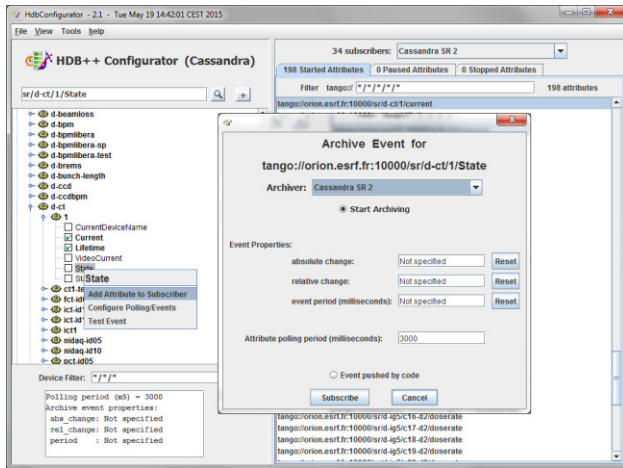 HdbConfigurator - 2.1 - Tue May 19 14:42:01 CEST 2015
File View Tools help
HDB++ Configurator (Cassandra)
sr/d-ct/1/State
d-beamloss
d-bpm
d-bpmlibera
d-bpmlibera-sp
d-bpmlibera-test
d-brems
d-bunch-length
d-ccd
d-ccdbpm
d-ct
1
CurrentDeviceName
Current
Lifetime
VideoCurrent
State
State
Add Attribute to Subscriber
Configure Polling/Events
Test Event
ict1
nidaq-id05
nidaq-id10
pct-id05
Device Filter: */*/*
Polling period (mS) = 3000
Archive event properties:
abs_change: Not specified
rel_change: Not specified
period : Not specified
34 subscribers: Cassandra SR 2
198 Started Attributes 0 Paused Attributes 0 Stopped Attributes
Filter tango:// */*/*/*/* 198 attributes
tango://orion.esrf.fr:10000/sr/d-ct/1/current
Archive Event for
tango://orion.esrf.fr:10000/sr/d-ct/1/State
Archiver: Cassandra SR 2
Start Archiving
Event Properties:
absolute change: Not specified Reset
relative change: Not specified Reset
event period (milliseconds): Not specified Reset
Attribute polling period (milliseconds): 3000
Event pushed by code
Subscribe Cancel
tango://orion.esrf.fr:10000/sr/d-ig5/c16-d2/doserate
tango://orion.esrf.fr:10000/sr/d-ig5/c17-d2/doserate
tango://orion.esrf.fr:10000/sr/d-ig5/c18-d2/doserate
tango://orion.esrf.fr:10000/sr/d-ig5/c19-d2/doserate